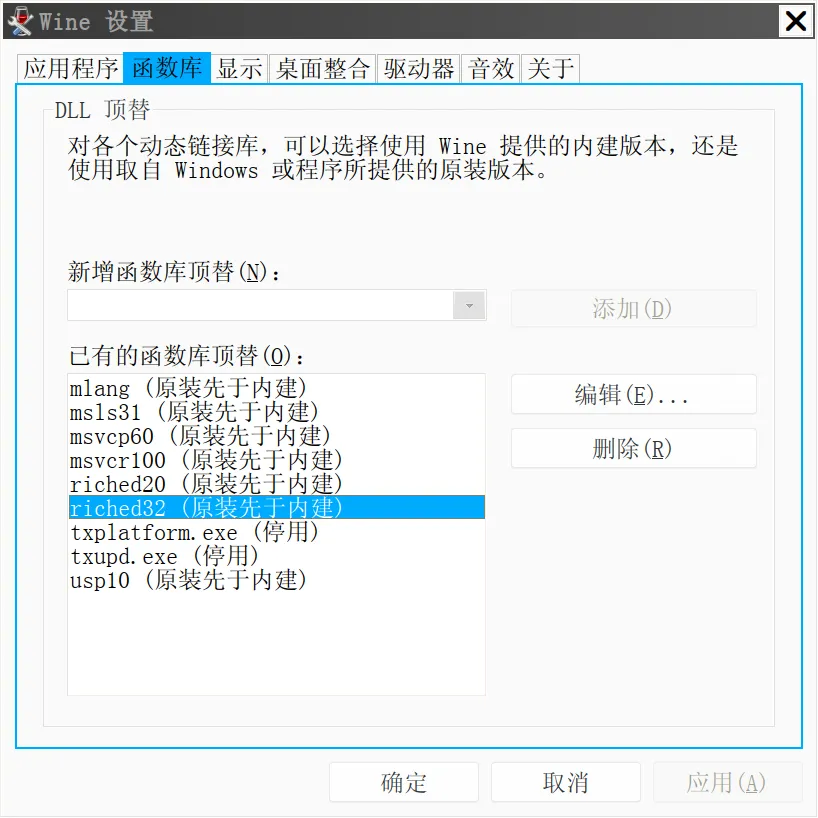 Wine 设置
应用程序 函数库 显示 桌面整合 驱动器 音效 关于
DLL 顶替
对各个动态链接库，可以选择使用 Wine 提供的内建版本，还是
使用取自 Windows 或程序所提供的原装版本。
新增函数库顶替(N)：
添加(D)
已有的函数库顶替(O)：
mlang (原装先于内建)
msls31 (原装先于内建)
msvcp60 (原装先于内建)
msvcr100 (原装先于内建)
riched20 (原装先于内建)
riched32 (原装先于内建)
txplatform.exe (停用)
txupd.exe (停用)
usp10 (原装先于内建)
编辑(E)...
删除(R)
确定 取消 应用(A)